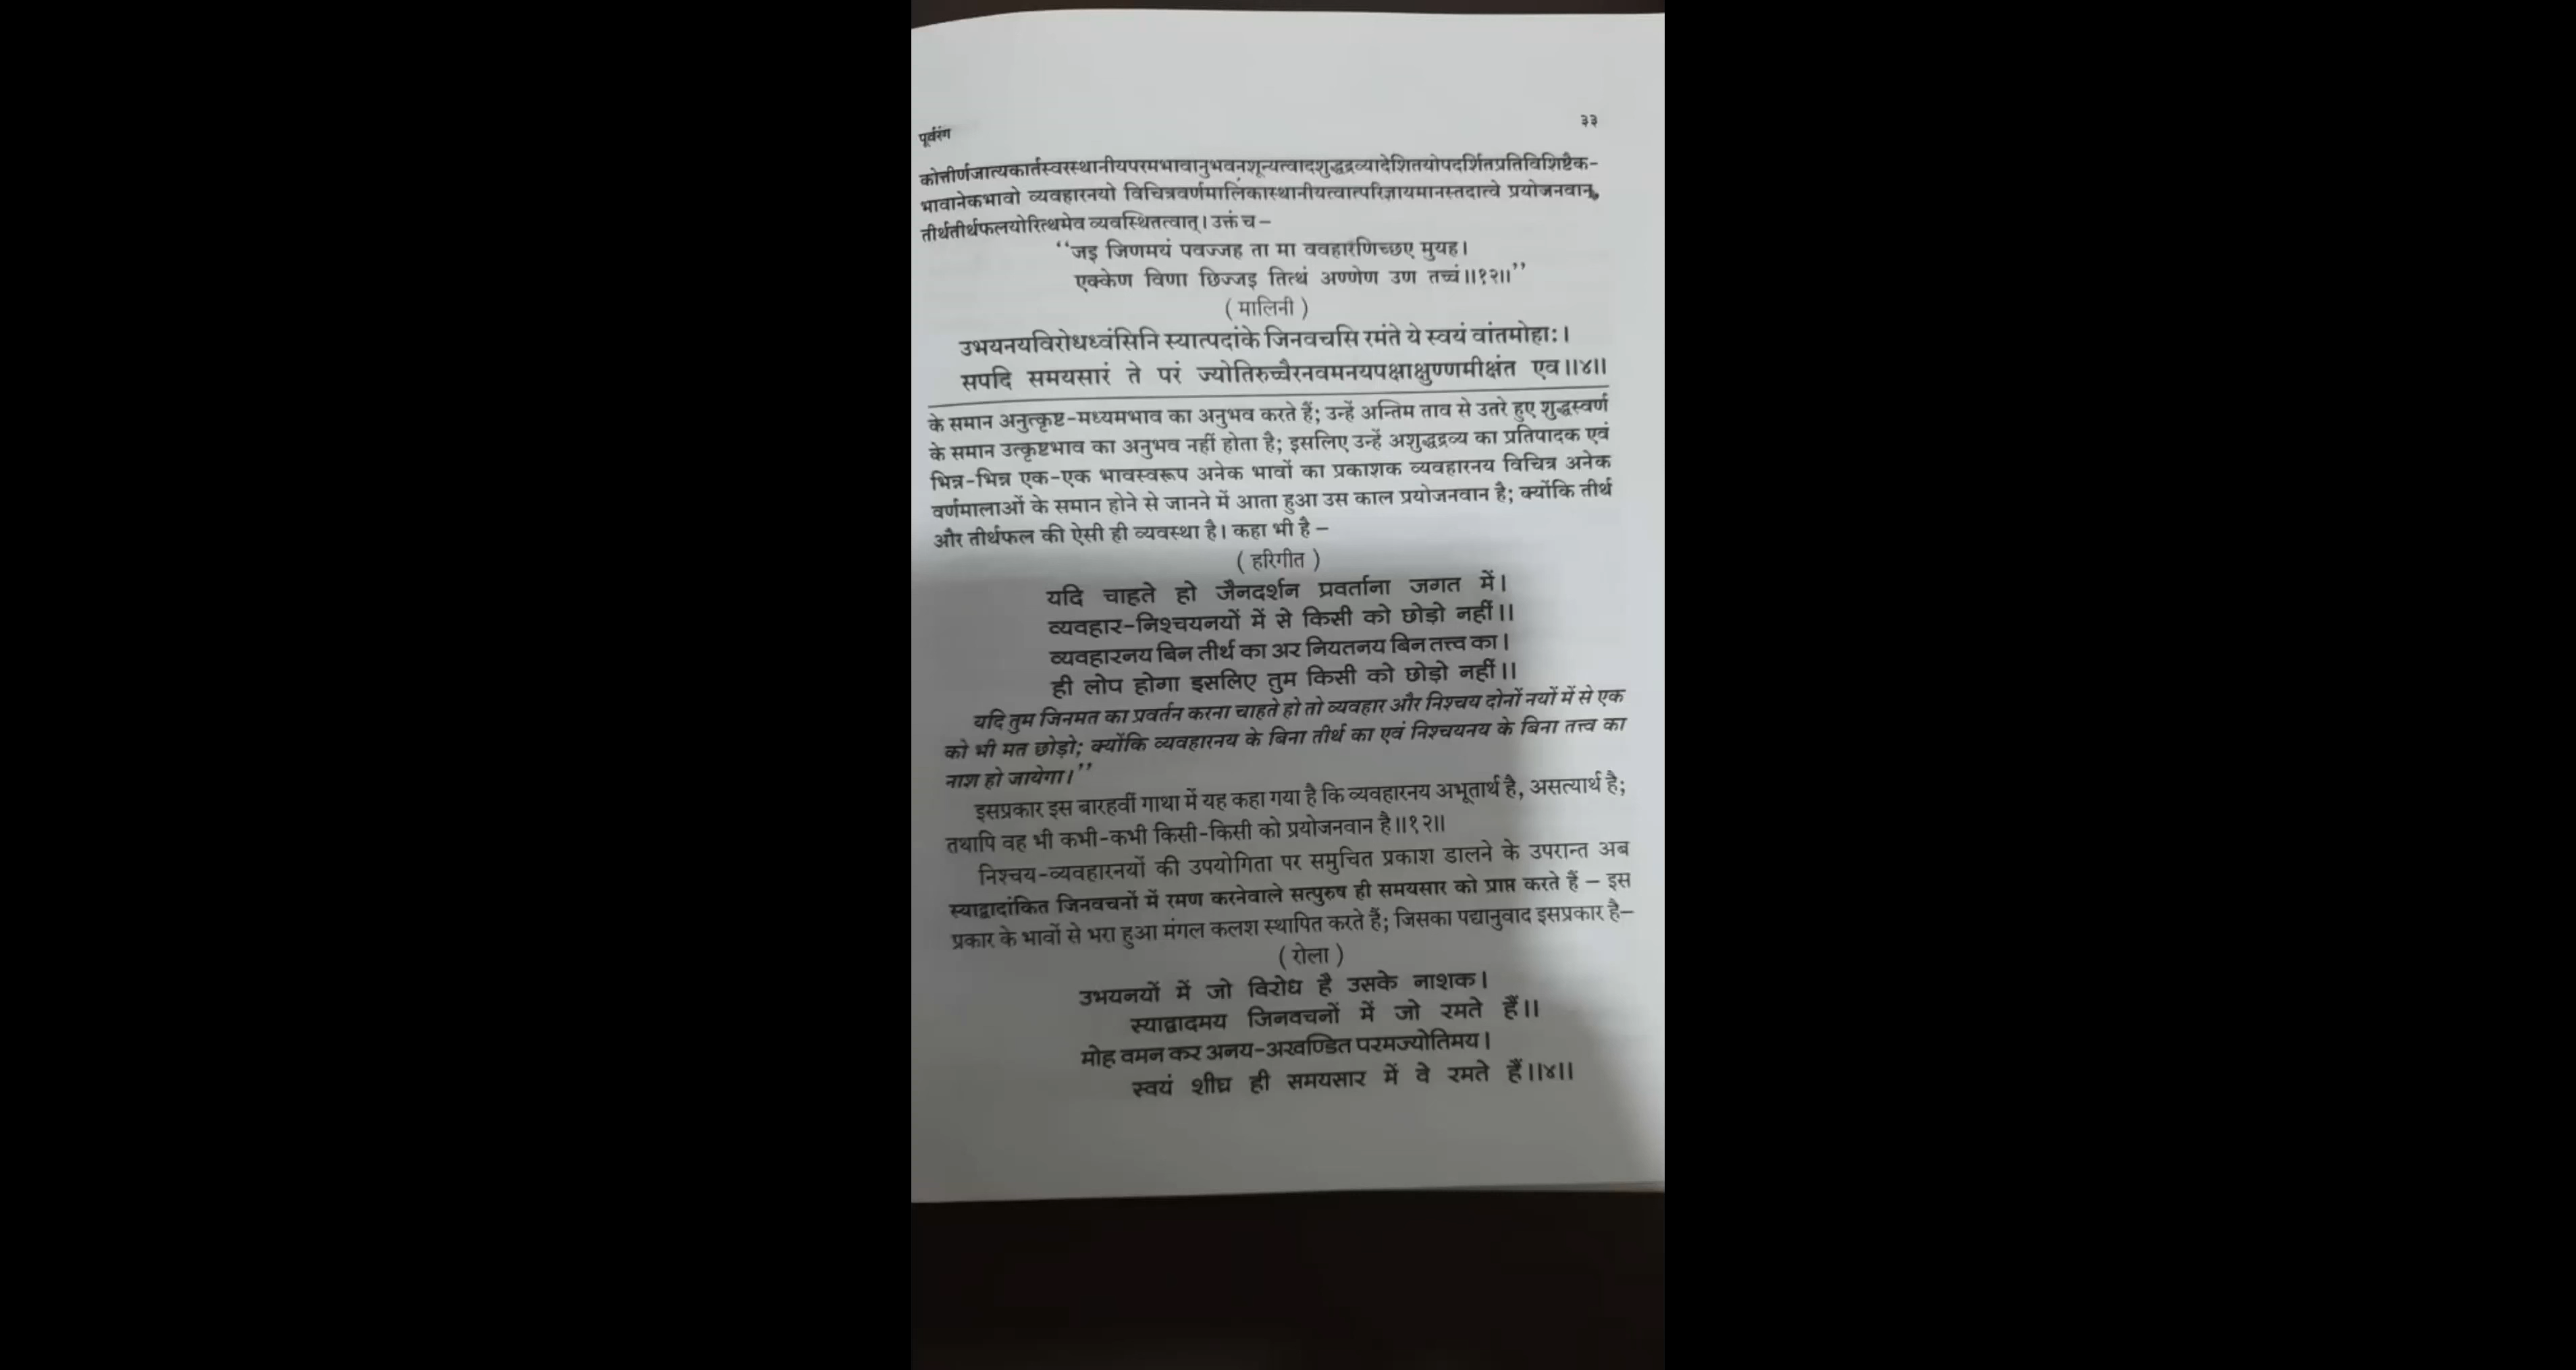 पूर्वरंग
३३
कोत्तीर्णजात्यकार्तस्वरस्थानीयपरमभावानुभवनशून्यत्वादशुद्धद्रव्यादेशितयोपदर्शितप्रतिविशिष्टैक-
भावानेकभावो व्यवहारनयो विचित्रवर्णमालिकास्थानीयत्वात्परिज्ञायमानस्तदात्वे प्रयोजनवान्,
तीर्थतीर्थफलयोरित्थमेव व्यवस्थितत्वात्। उक्तं च –
‘‘जइ जिणमयं पवज्जह ता मा ववहारणिच्छए मुयह।
एक्केण विणा छिज्जइ तित्थं अण्णेण उण तच्चं॥१२॥’’
( मालिनी )
उभयनयविरोधध्वंसिनि स्यात्पदांके जिनवचसि रमंते ये स्वयं वांतमोहाः।
सपदि समयसारं ते परं ज्योतिरुच्चैरनवमनयपक्षाक्षुण्णमीक्षंत एव॥४॥
के समान अनुत्कृष्ट-मध्यमभाव का अनुभव करते हैं; उन्हें अन्तिम ताव से उतरे हुए शुद्धस्वर्ण
के समान उत्कृष्टभाव का अनुभव नहीं होता है; इसलिए उन्हें अशुद्धद्रव्य का प्रतिपादक एवं
भिन्न-भिन्न एक-एक भावस्वरूप अनेक भावों का प्रकाशक व्यवहारनय विचित्र अनेक
वर्णमालाओं के समान होने से जानने में आता हुआ उस काल प्रयोजनवान है; क्योंकि तीर्थ
और तीर्थफल की ऐसी ही व्यवस्था है। कहा भी है –
( हरिगीत )
यदि चाहते हो जैनदर्शन प्रवर्ताना जगत में।
व्यवहार-निश्चयनयों में से किसी को छोड़ो नहीं।।
व्यवहारनय बिन तीर्थ का अर नियतनय बिन तत्त्व का।
ही लोप होगा इसलिए तुम किसी को छोड़ो नहीं।।
यदि तुम जिनमत का प्रवर्तन करना चाहते हो तो व्यवहार और निश्चय दोनों नयों में से एक
को भी मत छोड़ो; क्योंकि व्यवहारनय के बिना तीर्थ का एवं निश्चयनय के बिना तत्त्व का
नाश हो जायेगा।’’
इसप्रकार इस बारहवीं गाथा में यह कहा गया है कि व्यवहारनय अभूतार्थ है, असत्यार्थ है;
तथापि वह भी कभी-कभी किसी-किसी को प्रयोजनवान है॥१२॥
निश्चय-व्यवहारनयों की उपयोगिता पर समुचित प्रकाश डालने के उपरान्त अब
स्याद्वादांकित जिनवचनों में रमण करनेवाले सत्पुरुष ही समयसार को प्राप्त करते हैं – इस
प्रकार के भावों से भरा हुआ मंगल कलश स्थापित करते हैं; जिसका पद्यानुवाद इसप्रकार है–
( रोला )
उभयनयों में जो विरोध है उसके नाशक।
स्याद्वादमय जिनवचनों में जो रमते हैं।।
मोह वमन कर अनय-अखण्डित परमज्योतिमय।
स्वयं शीघ्र ही समयसार में वे रमते हैं।।४।।